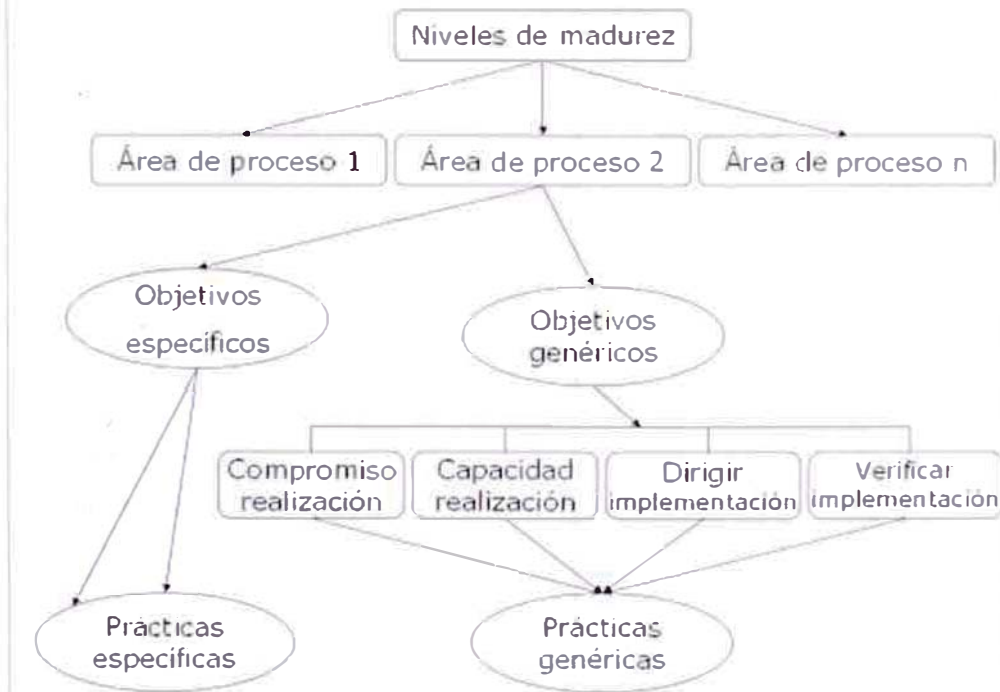 Niveles de madurez
Área de proceso 1
Área de proceso 2
Área de proceso n
Objetivos
específicos
Objetivos
genéricos
Compromiso
realización
Capacidad
realización
Dirigir
implementación
Verificar
implementación
Prácticas
específicas
Prácticas
genéricas